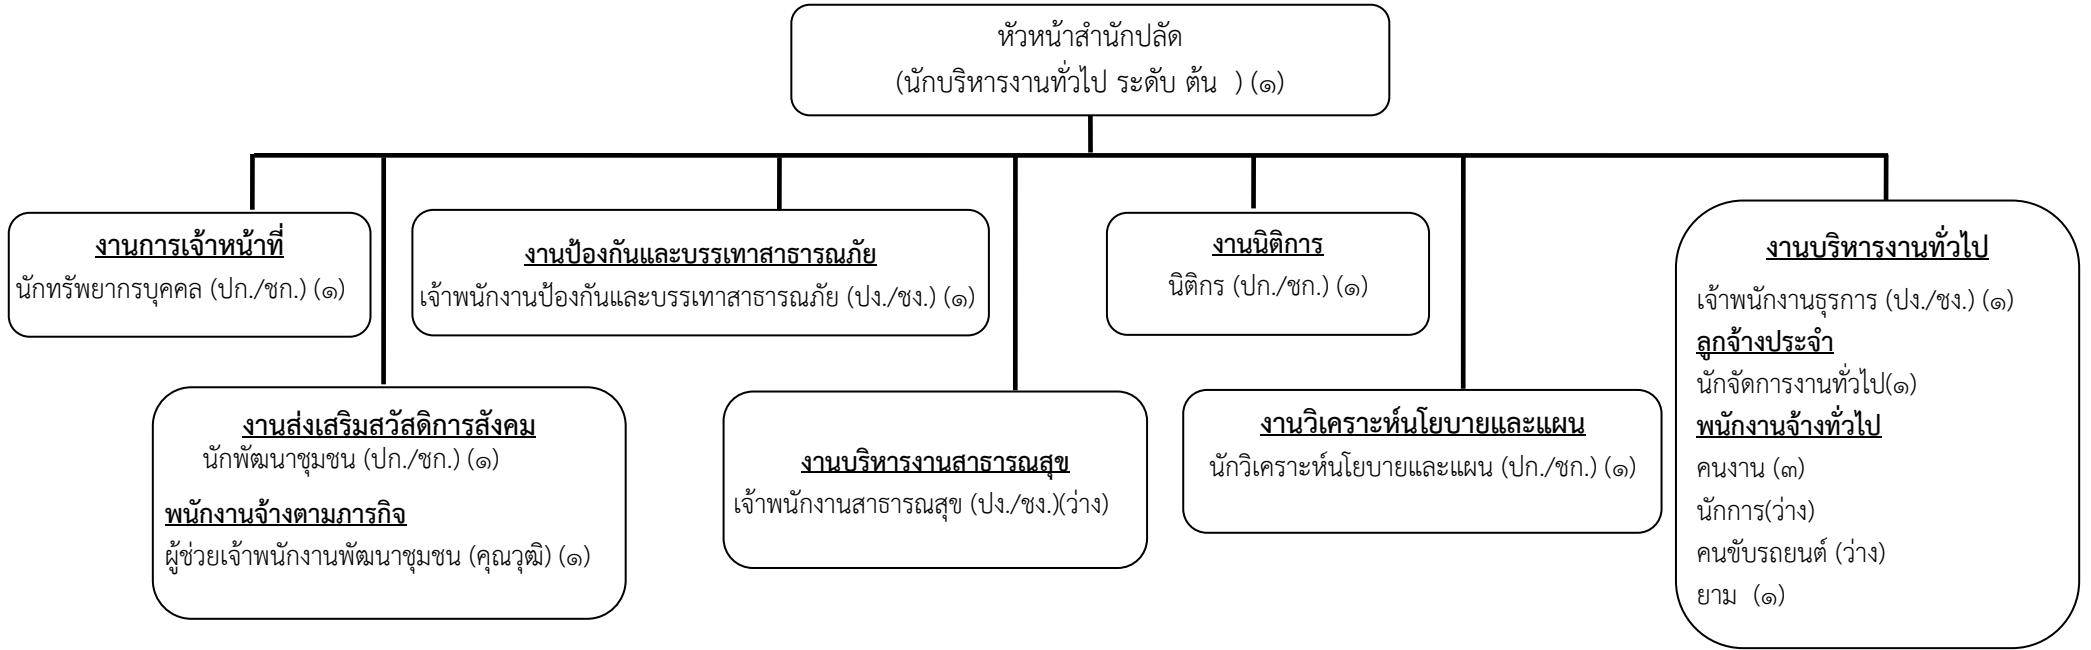 หัวหน้าสำนักปลัด
(นักบริหารงานทั่วไป ระดับ ต้น ) (๑)
งานการเจ้าหน้าที่
นักทรัพยากรบุคคล (ปก./ชก.) (๑)
งานป้องกันและบรรเทาสาธารณภัย
เจ้าพนักงานป้องกันและบรรเทาสาธารณภัย (ปง./ชง.) (๑)
งานนิติการ
นิติกร (ปก./ชก.) (๑)
งานบริหารงานทั่วไป
เจ้าพนักงานธุรการ (ปง./ชง.) (๑)
ลูกจ้างประจำ
นักจัดการงานทั่วไป(๑)
พนักงานจ้างทั่วไป
คนงาน (๓)
นักการ(ว่าง)
คนขับรถยนต์ (ว่าง)
ยาม (๑)
งานส่งเสริมสวัสดิการสังคม
นักพัฒนาชุมชน (ปก./ชก.) (๑)
พนักงานจ้างตามภารกิจ
ผู้ช่วยเจ้าพนักงานพัฒนาชุมชน (คุณวุฒิ) (๑)
งานบริหารงานสาธารณสุข
เจ้าพนักงานสาธารณสุข (ปง./ชง.)(ว่าง)
งานวิเคราะห์นโยบายและแผน
นักวิเคราะห์นโยบายและแผน (ปก./ชก.) (๑)